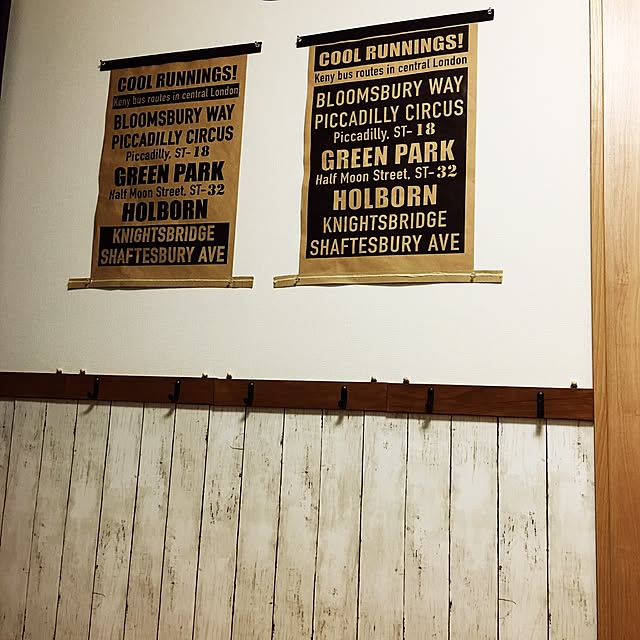 COOL RUNNINGS!
Keny bus routes in central London
BLOOMSBURY WAY
PICCADILLY CIRCUS
Piccadilly, ST-18
GREEN PARK
Half Moon Street, ST-32
HOLBORN
KNIGHTSBRIDGE
SHAFTESBURY AVE
COOL RUNNINGS!
Keny bus routes in central London
BLOOMSBURY WAY
PICCADILLY CIRCUS
Piccadilly, ST-18
GREEN PARK
Half Moon Street, ST-32
HOLBORN
KNIGHTSBRIDGE
SHAFTESBURY AVE